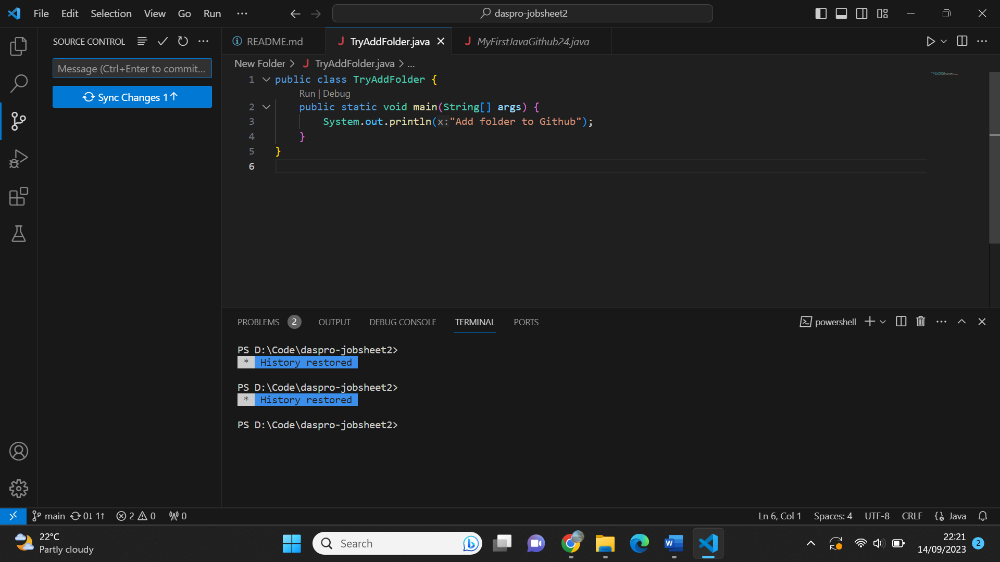 File Edit Selection View Go Run ... daspro-jobsheet2
SOURCE CONTROL
Message (Ctrl+Enter to commit...
Sync Changes 1↑
README.md TryAddFolder.java MyFirstJavaGithub24.java
New Folder > TryAddFolder.java > ...
1 public class TryAddFolder {
Run | Debug
2 public static void main(String[] args) {
3 System.out.println(x:"Add folder to Github");
4 }
5 }
6
PROBLEMS 2 OUTPUT DEBUG CONSOLE TERMINAL PORTS powershell
PS D:\Code\daspro-jobsheet2>
* History restored
PS D:\Code\daspro-jobsheet2>
* History restored
PS D:\Code\daspro-jobsheet2>
main 0↓ 1↑ 2 0 0 Ln 6, Col 1 Spaces: 4 UTF-8 CRLF Java
22°C
Partly cloudy
Search
22:21
14/09/2023
2